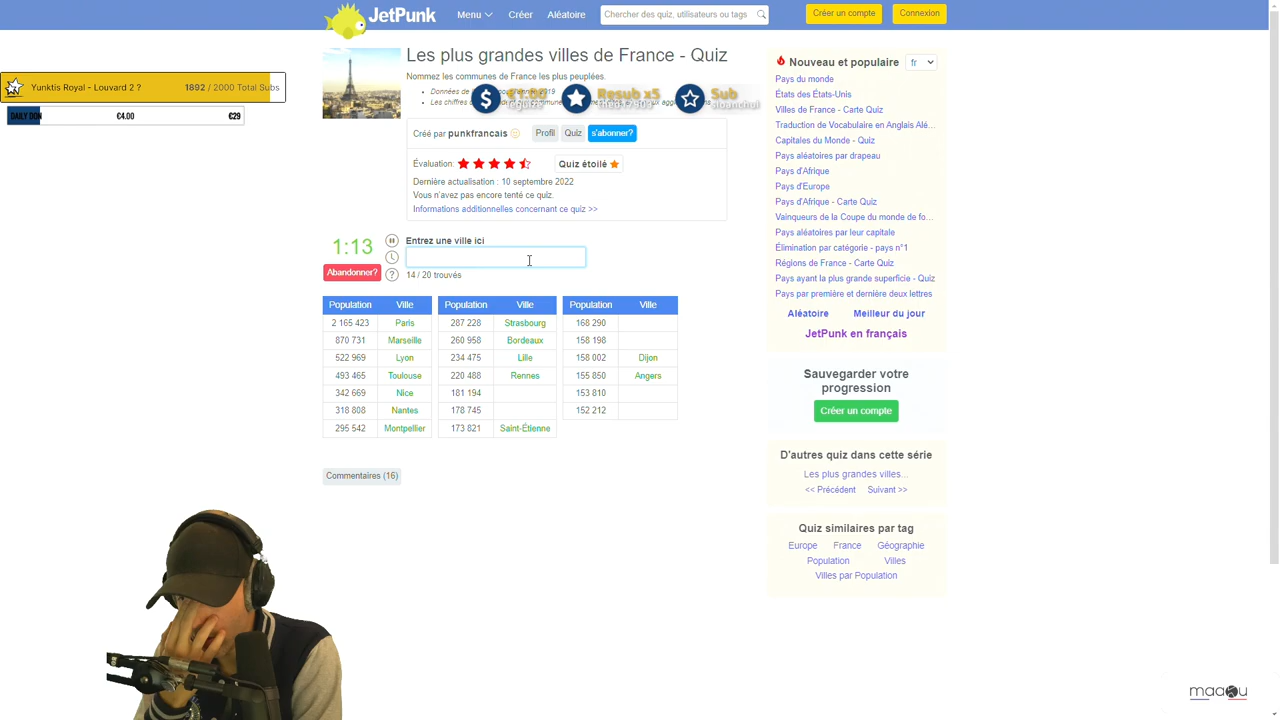 JetPunk
Menu
Créer
Aléatoire
Chercher des quiz, utilisateurs ou tags
Créer un compte
Connexion
Yunktis Royal - Louvard 2 ?
1892 / 2000 Total Subs
DAILY DON
€4.00
€29
Les plus grandes villes de France - Quiz
Nommez les communes de France les plus peuplées.
Resub x5
Sub
Créé par punkfrancais
Profil
Quiz
s'abonner?
Évaluation:
Quiz étoilé
Dernière actualisation : 10 septembre 2022
Vous n'avez pas encore tenté ce quiz.
Informations additionnelles concernant ce quiz >>
1:13
Abandonner?
Entrez une ville ici
14 / 20 trouvés
Population Ville Population Ville Population Ville
2 165 423 Paris 287 228 Strasbourg 168 290
870 731 Marseille 260 958 Bordeaux 158 198
522 969 Lyon 234 475 Lille 158 002 Dijon
493 465 Toulouse 220 488 Rennes 155 850 Angers
342 669 Nice 181 194 153 810
318 808 Nantes 178 745 152 212
295 542 Montpellier 173 821 Saint-Étienne
Commentaires (16)
Nouveau et populaire
fr
Pays du monde
États des États-Unis
Villes de France - Carte Quiz
Traduction de Vocabulaire en Anglais Alé...
Capitales du Monde - Quiz
Pays aléatoires par drapeau
Pays d'Afrique
Pays d'Europe
Pays d'Afrique - Carte Quiz
Vainqueurs de la Coupe du monde de fo...
Pays aléatoires par leur capitale
Élimination par catégorie - pays n°1
Régions de France - Carte Quiz
Pays ayant la plus grande superficie - Quiz
Pays par première et dernière deux lettres
Aléatoire
Meilleur du jour
JetPunk en français
Sauvegarder votre
progression
Créer un compte
D'autres quiz dans cette série
Les plus grandes villes...
<< Précédent
Suivant >>
Quiz similaires par tag
Europe France Géographie
Population Villes
Villes par Population
maaku